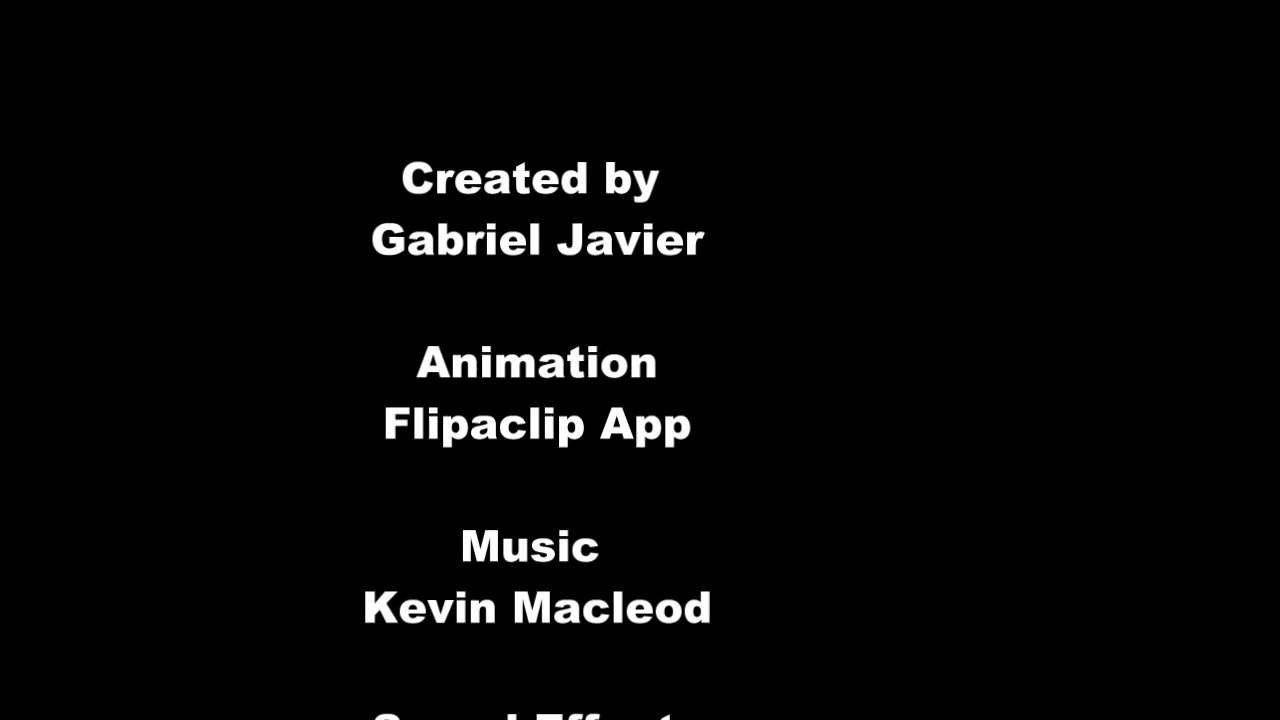 Created by
Gabriel Javier
Animation
Flipaclip App
Music
Kevin Macleod